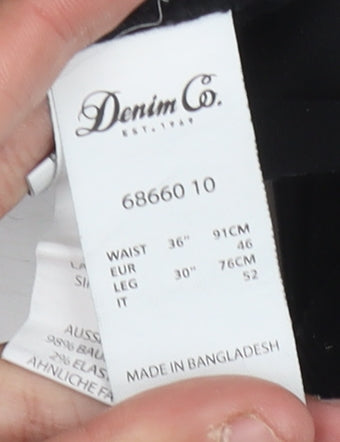 Denim Co.
EST. 1969
68660 10
WAIST 36" 91CM
EUR 46
LEG 30" 76CM
IT 52
MADE IN BANGLADESH
AUSS
98% BAU
2% ELAS
ÄHNLICHE FA